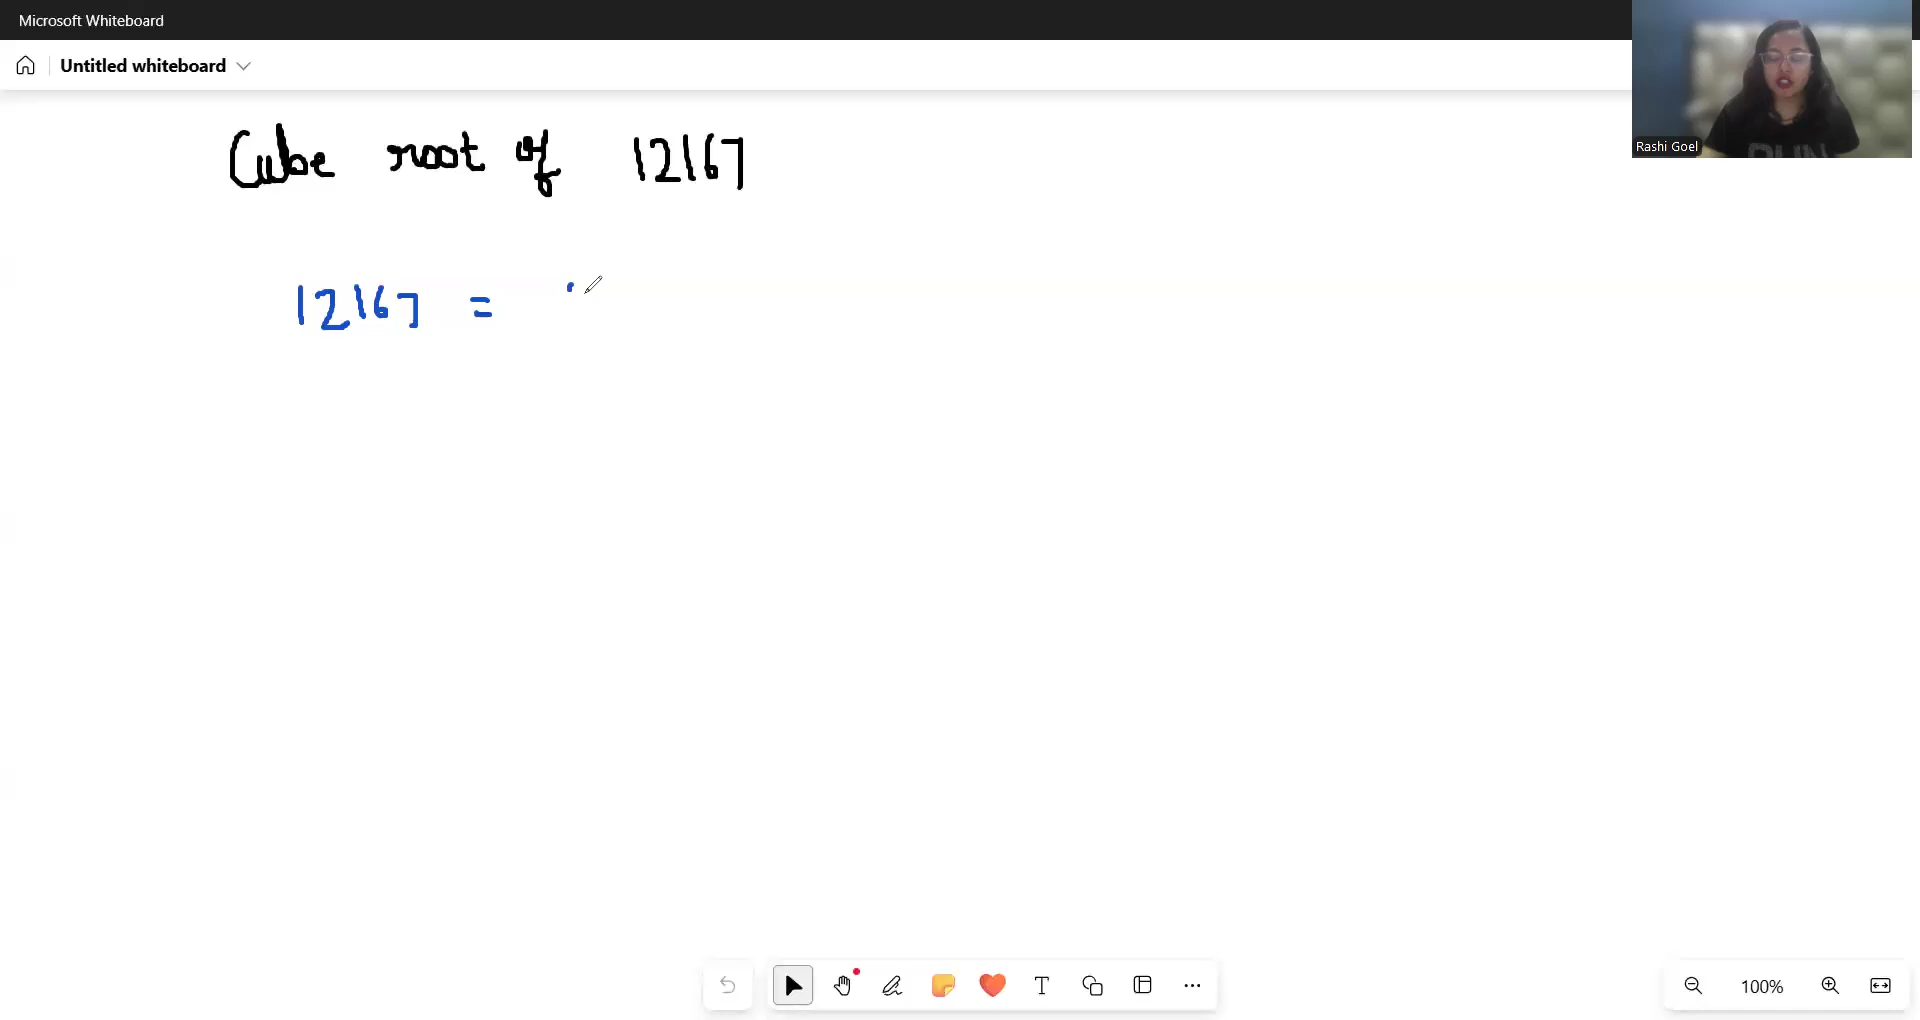 Microsoft Whiteboard
Untitled whiteboard
Rashi Goel
Cube root of 12167
12167 =
100%